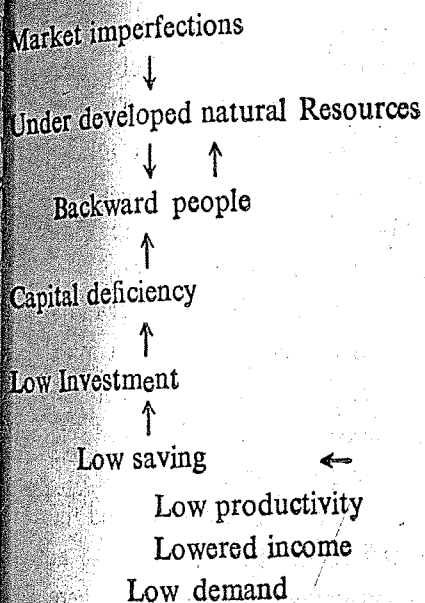 Market imperfections
↓
Under developed natural Resources
↓ ↑
Backward people
↑
Capital deficiency
↑
Low Investment
↑
Low saving ←
Low productivity
Lowered income
Low demand